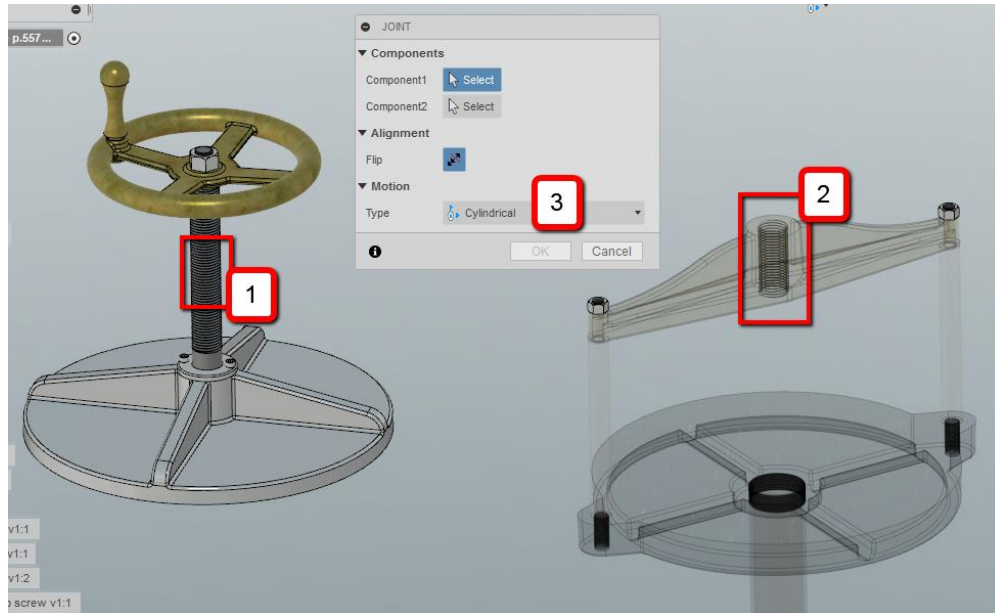 p.557...
JOINT
Components
Component1 Select
Component2 Select
Alignment
Flip
Motion
Type Cylindrical
3
OK Cancel
2
1
v1:1
v1:1
v1:2
screw v1:1